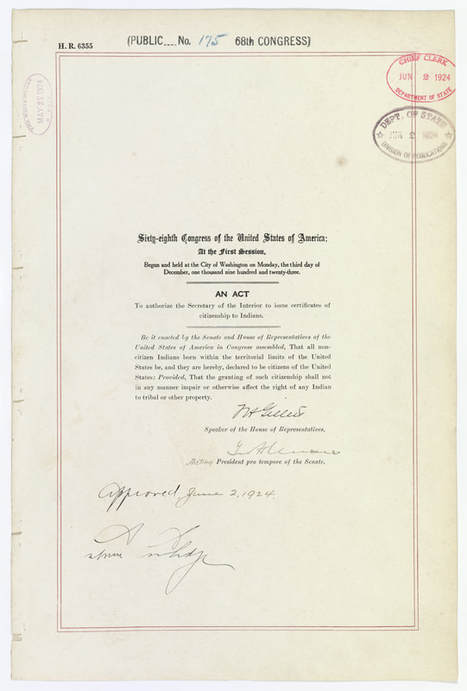 H. R. 6355
(PUBLIC No. 175 68th CONGRESS)
CHIEF CLERK
JUN 2 1924
DEPARTMENT OF STATE
DEPT. OF STATE
JUN 2 1924
DIVISION OF PUBLICATIONS
MAY 23 1924
Sixty-eighth Congress of the United States of America;
At the First Session,
Begun and held at the City of Washington on Monday, the third day of
December, one thousand nine hundred and twenty-three.
AN ACT
To authorize the Secretary of the Interior to issue certificates of
citizenship to Indians.
Be it enacted by the Senate and House of Representatives of the
United States of America in Congress assembled, That all non-
citizen Indians born within the territorial limits of the United
States be, and they are hereby, declared to be citizens of the United
States: Provided, That the granting of such citizenship shall not
in any manner impair or otherwise affect the right of any Indian
to tribal or other property.
F H Gillett
Speaker of the House of Representatives.
Acting President pro tempore of the Senate.
Approved June 2, 1924